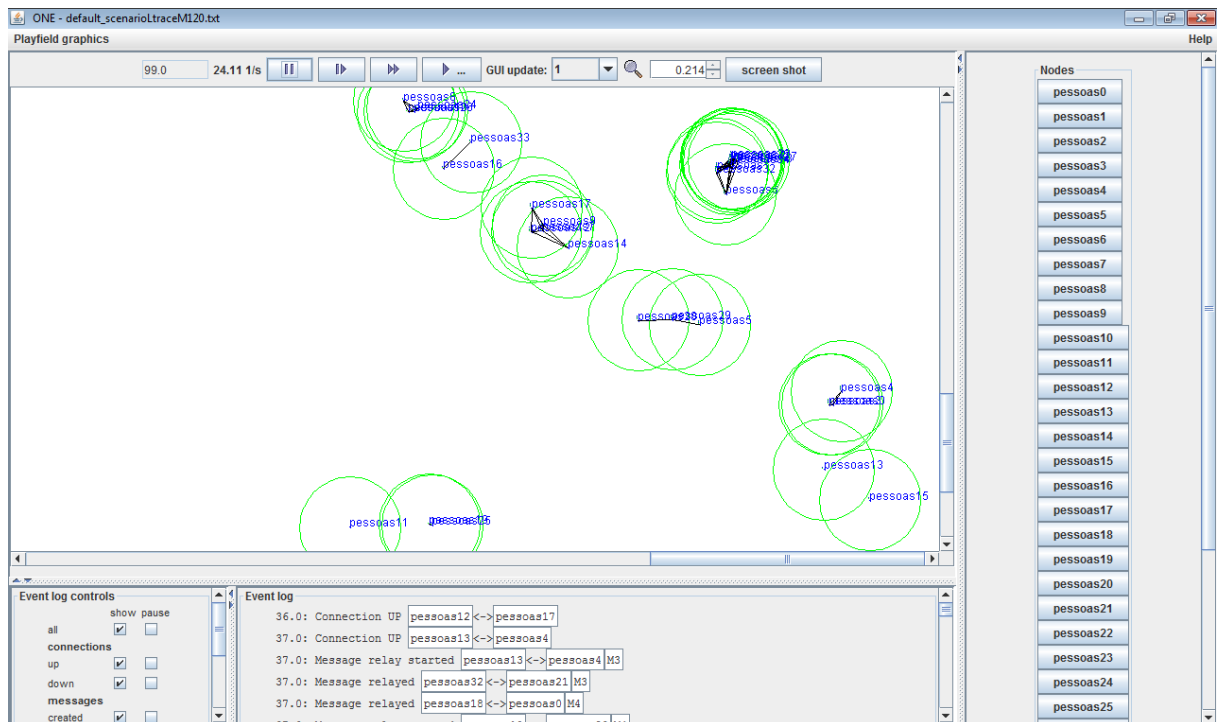 ONE - default_scenarioLtraceM120.txt
Playfield graphics Help
99.0 24.11 1/s ... GUI update: 1 0.214 screen shot
pessoas33
pessoas16
pessoas17
pessoas14
pessoas5
pessoas4
pessoas13
pessoas15
pessoas11
Event log controls
show pause
all
connections
up
down
messages
created
Event log
36.0: Connection UP pessoas12<->pessoas17
37.0: Connection UP pessoas13<->pessoas4
37.0: Message relay started pessoas13<->pessoas4 M3
37.0: Message relayed pessoas32<->pessoas21 M3
37.0: Message relayed pessoas18<->pessoas0 M4
Nodes
pessoas0
pessoas1
pessoas2
pessoas3
pessoas4
pessoas5
pessoas6
pessoas7
pessoas8
pessoas9
pessoas10
pessoas11
pessoas12
pessoas13
pessoas14
pessoas15
pessoas16
pessoas17
pessoas18
pessoas19
pessoas20
pessoas21
pessoas22
pessoas23
pessoas24
pessoas25